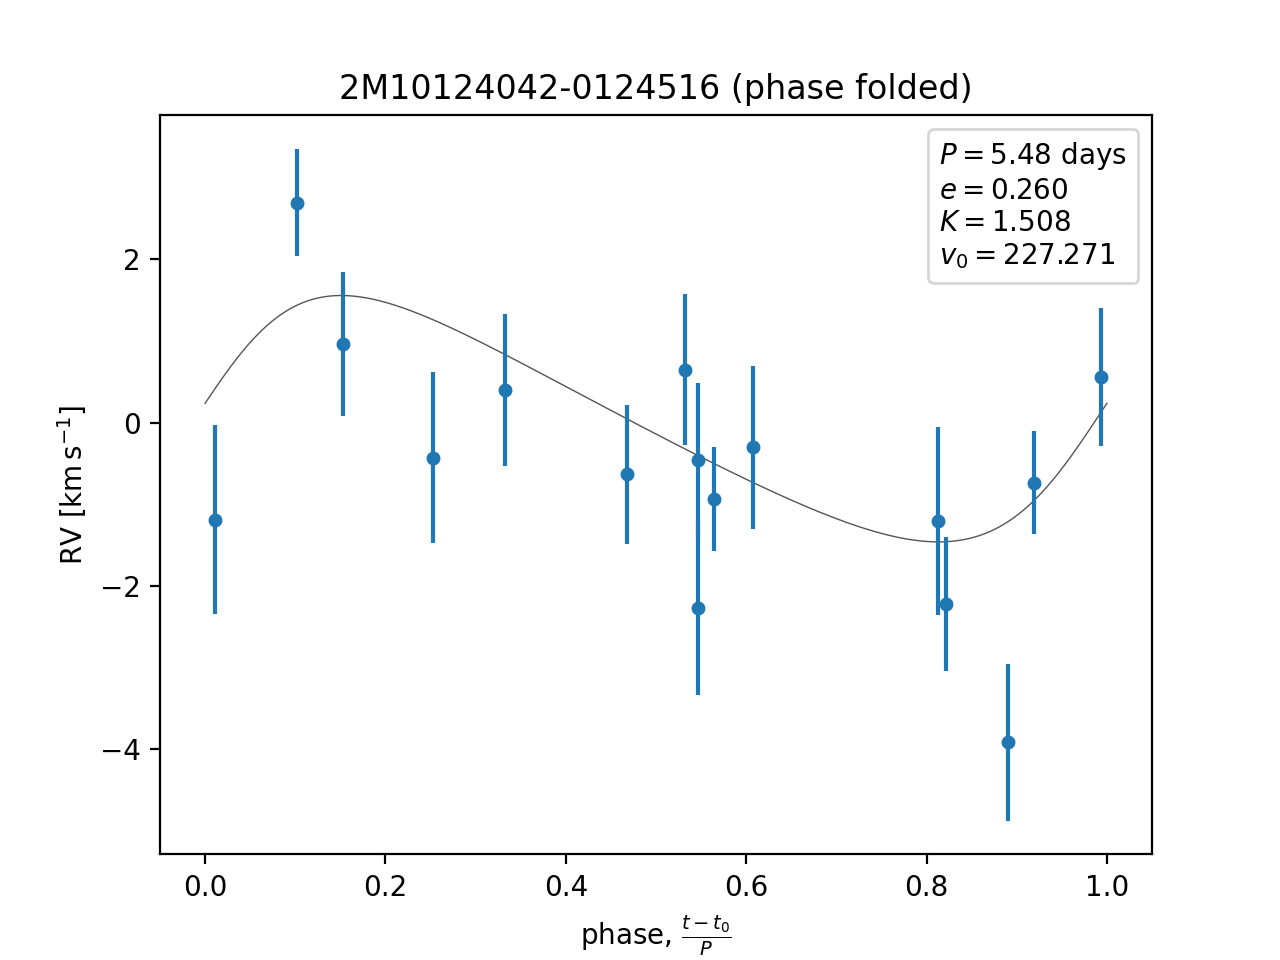 2M10124042-0124516 (phase folded)
P = 5.48 days
e = 0.260
K = 1.508
v₀ = 227.271
RV [km s⁻¹]
2
0
−2
−4
0.0 0.2 0.4 0.6 0.8 1.0
phase, (t − t₀)/P